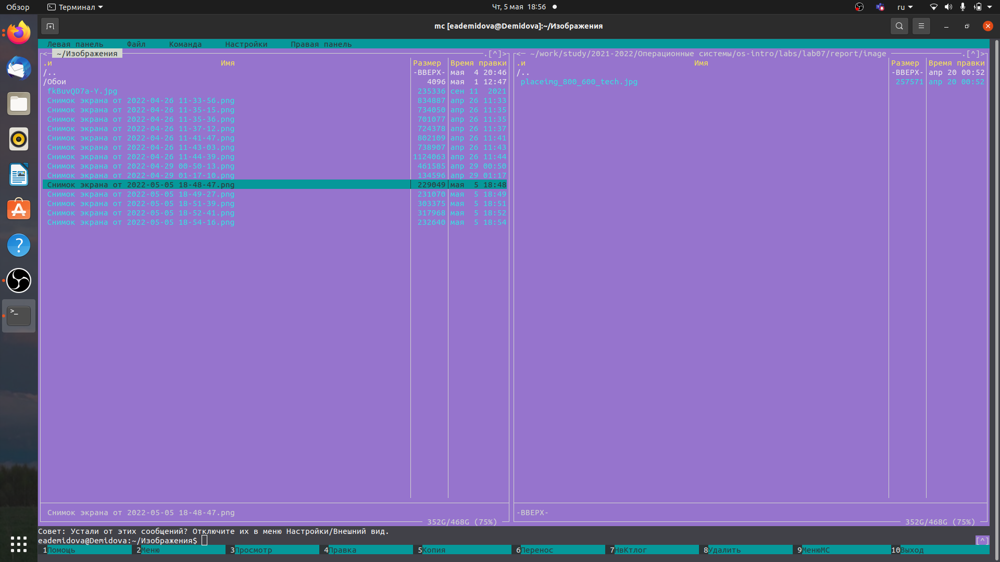 Обзор Терминал Чт, 5 мая 18:56 ru
mc [eademidova@Demidova]:~/Изображения
Левая панель Файл Команда Настройки Правая панель
<─ ~/Изображения .[^]> <─ ~/work/study/2021-2022/Операционные системы/os-intro/labs/lab07/report/image .[^]>
.и Имя Размер Время правки .и Имя Размер Время правки
/.. -ВВЕРХ- мая 4 20:46 /.. -ВВЕРХ- апр 20 00:52
/Обои 4096 мая 1 12:47 placeimg_800_600_tech.jpg 257571 апр 20 00:52
fkBuvQD7a-Y.jpg 235336 сен 11 2021
Снимок экрана от 2022-04-26 11-33-56.png 834887 апр 26 11:33
Снимок экрана от 2022-04-26 11-35-15.png 734050 апр 26 11:35
Снимок экрана от 2022-04-26 11-35-36.png 701077 апр 26 11:35
Снимок экрана от 2022-04-26 11-37-12.png 724378 апр 26 11:37
Снимок экрана от 2022-04-26 11-41-47.png 802109 апр 26 11:41
Снимок экрана от 2022-04-26 11-43-03.png 738907 апр 26 11:43
Снимок экрана от 2022-04-26 11-44-39.png 1124063 апр 26 11:44
Снимок экрана от 2022-04-29 00-50-13.png 461585 апр 29 00:50
Снимок экрана от 2022-04-29 01-17-10.png 134596 апр 29 01:17
Снимок экрана от 2022-05-05 18-48-47.png 229049 мая 5 18:48
Снимок экрана от 2022-05-05 18-49-27.png 231070 мая 5 18:49
Снимок экрана от 2022-05-05 18-51-39.png 303375 мая 5 18:51
Снимок экрана от 2022-05-05 18-52-41.png 317968 мая 5 18:52
Снимок экрана от 2022-05-05 18-54-16.png 232640 мая 5 18:54
Снимок экрана от 2022-05-05 18-48-47.png -ВВЕРХ-
352G/468G (75%) 352G/468G (75%)
Совет: Устали от этих сообщений? Отключите их в меню Настройки/Внешний вид.
eademidova@Demidova:~/Изображения$ [^]
1Помощь 2Меню 3Просмотр 4Правка 5Копия 6Перенос 7НвКтлог 8Удалить 9МенюМС 10Выход